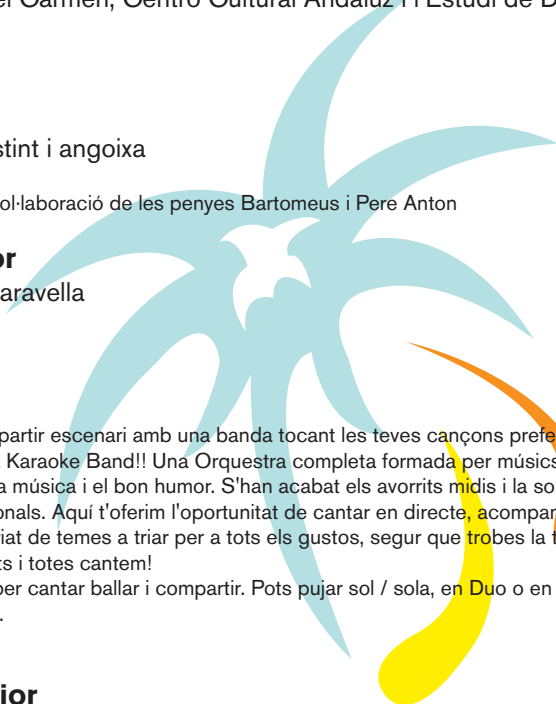 el Carmen, Centro Cultural Andaluz i l'Estudi de D
stint i angoixa
ol·laboració de les penyes Bartomeus i Pere Anton
or
aravella
partir escenari amb una banda tocant les teves cançons prefe
Karaoke Band!! Una Orquestra completa formada per músics
a música i el bon humor. S'han acabat els avorrits midis i la so
onals. Aquí t'oferim l'oportunitat de cantar en directe, acompar
riat de temes a triar per a tots els gustos, segur que trobes la t
ts i totes cantem!
per cantar ballar i compartir. Pots pujar sol / sola, en Duo o en
.
ior